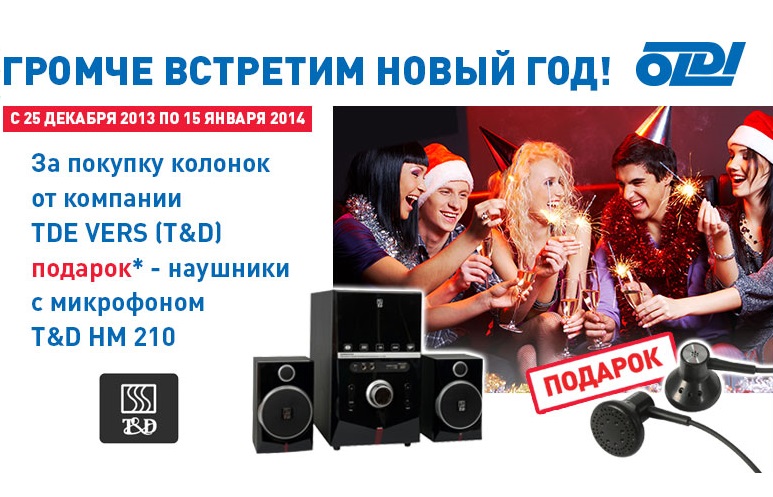 ГРОМЧЕ ВСТРЕТИМ НОВЫЙ ГОД!
OLDI
С 25 ДЕКАБРЯ 2013 ПО 15 ЯНВАРЯ 2014
За покупку колонок
от компании
TDE VERS (T&D)
подарок* - наушники
с микрофоном
T&D HM 210
ПОДАРОК
T&D